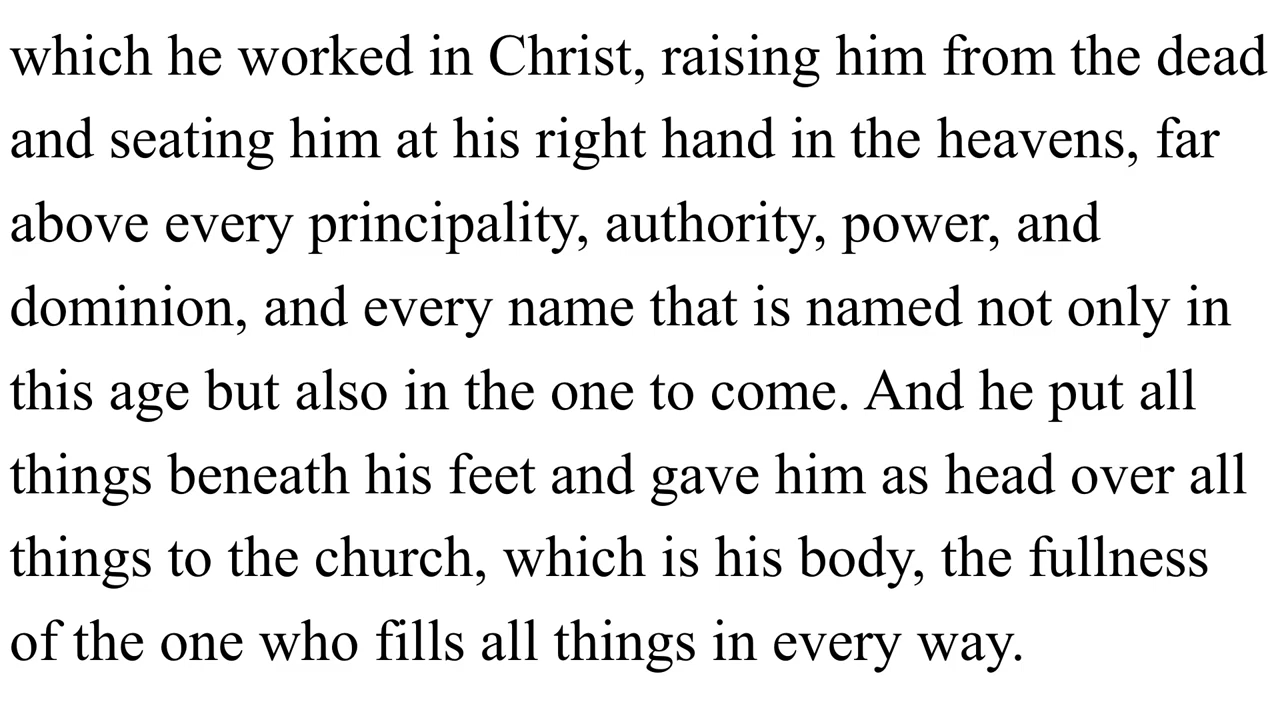 which he worked in Christ, raising him from the dead
and seating him at his right hand in the heavens, far
above every principality, authority, power, and
dominion, and every name that is named not only in
this age but also in the one to come. And he put all
things beneath his feet and gave him as head over all
things to the church, which is his body, the fullness
of the one who fills all things in every way.